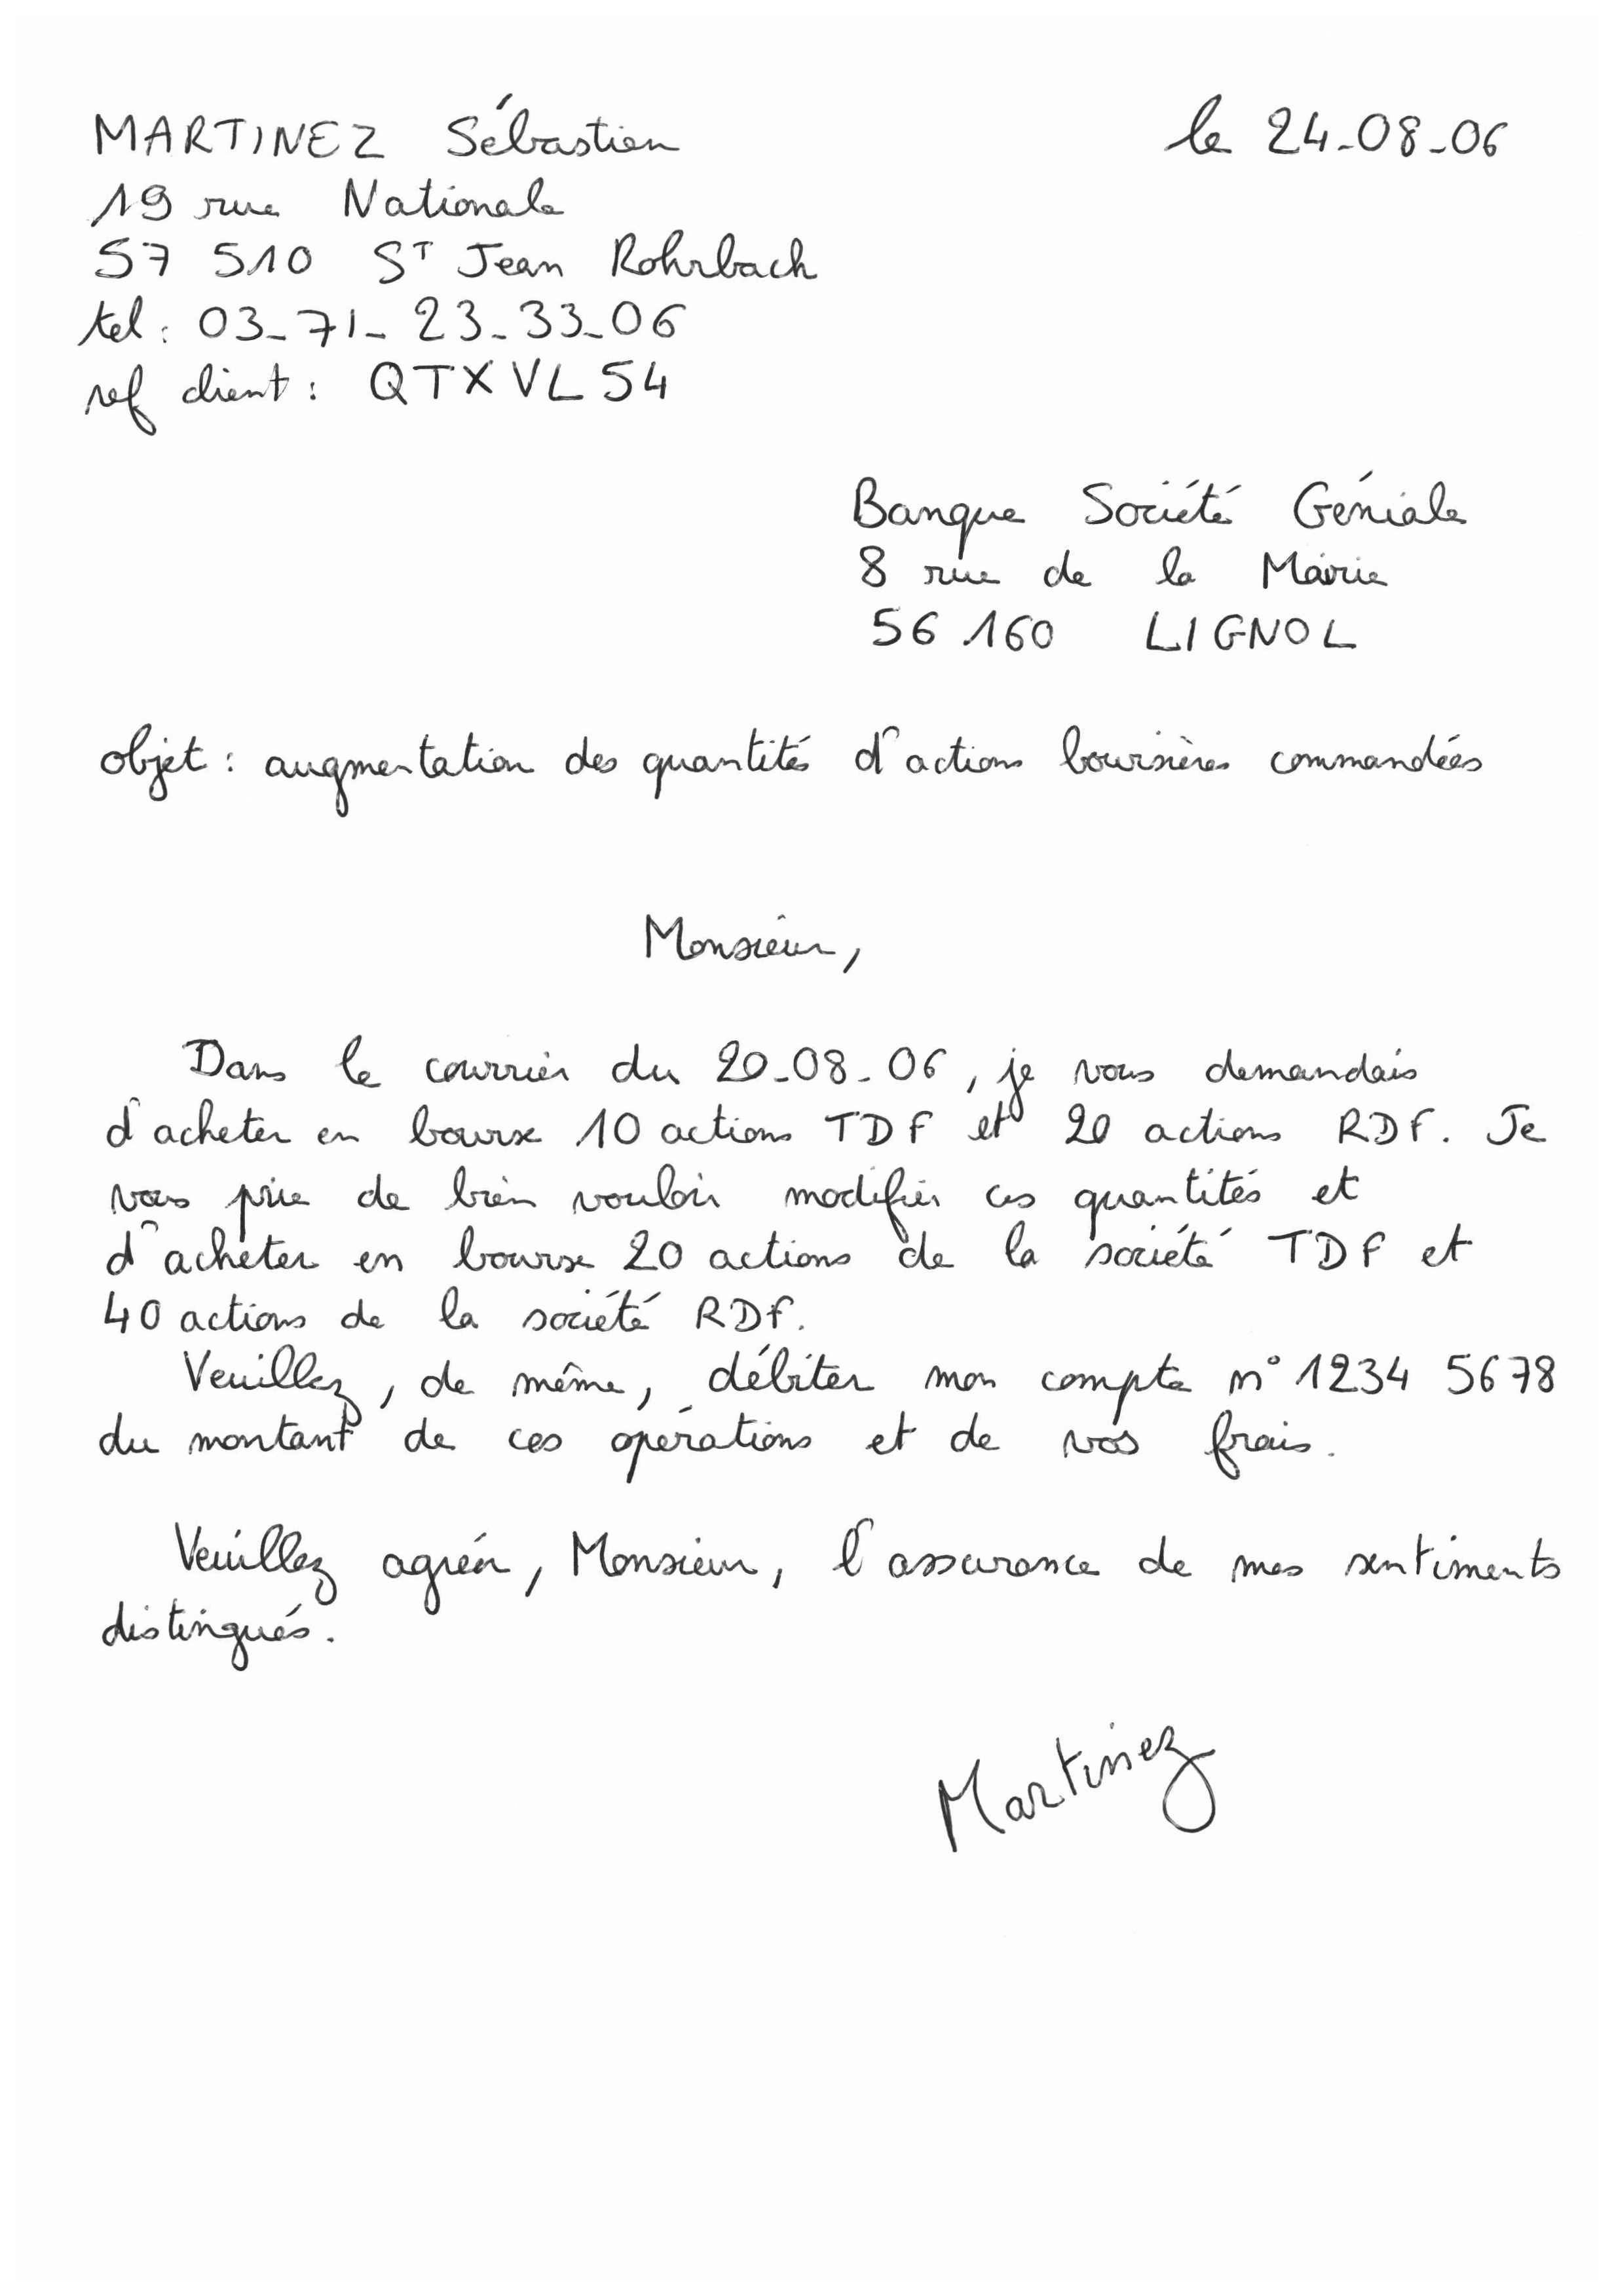 MARTINEZ Sébastien
le 24-08-06
19 rue Nationale
57 510 ST Jean Rohrbach
tel : 03-71-23-33-06
ref client : QTXVL54
Banque Société Géniale
8 rue de la Mairie
56 160 LIGNOL
objet : augmentation des quantités d'actions boursières commandées
Monsieur,
Dans le courrier du 20-08-06, je vous demandais
d'acheter en bourse 10 actions TDF et 20 actions RDF. Je
vous prie de bien vouloir modifier ces quantités et
d'acheter en bourse 20 actions de la société TDF et
40 actions de la société RDF.
Veuillez, de même, débiter mon compte n° 1234 5678
du montant de ces opérations et de vos frais.
Veuillez agréer, Monsieur, l'assurance de mes sentiments
distingués.
Martinez